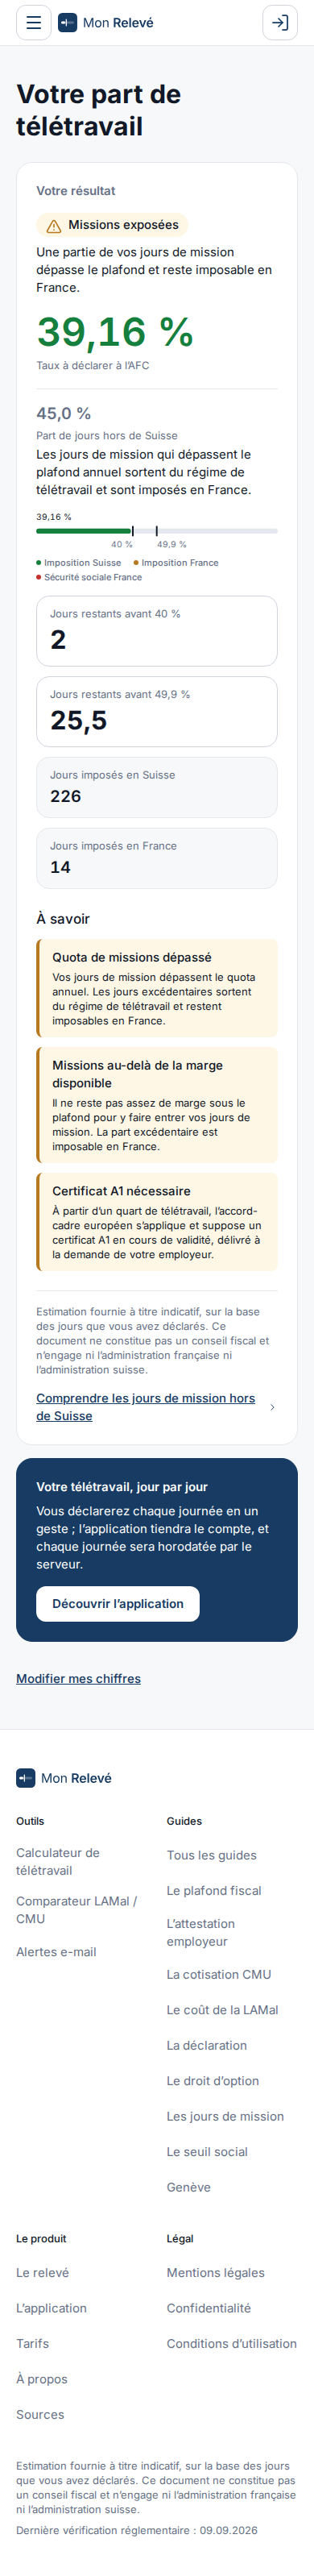 Mon Relevé
Votre part de
télétravail
Votre résultat
Missions exposées
Une partie de vos jours de mission
dépasse le plafond et reste imposable en
France.
39,16 %
Taux à déclarer à l’AFC
45,0 %
Part de jours hors de Suisse
Les jours de mission qui dépassent le
plafond annuel sortent du régime de
télétravail et sont imposés en France.
39,16 %
40 % 49,9 %
Imposition Suisse Imposition France
Sécurité sociale France
Jours restants avant 40 %
2
Jours restants avant 49,9 %
25,5
Jours imposés en Suisse
226
Jours imposés en France
14
À savoir
Quota de missions dépassé
Vos jours de mission dépassent le quota
annuel. Les jours excédentaires sortent
du régime de télétravail et restent
imposables en France.
Missions au-delà de la marge
disponible
Il ne reste pas assez de marge sous le
plafond pour y faire entrer vos jours de
mission. La part excédentaire est
imposable en France.
Certificat A1 nécessaire
À partir d’un quart de télétravail, l’accord-
cadre européen s’applique et suppose un
certificat A1 en cours de validité, délivré à
la demande de votre employeur.
Estimation fournie à titre indicatif, sur la base
des jours que vous avez déclarés. Ce
document ne constitue pas un conseil fiscal et
n’engage ni l’administration française ni
l’administration suisse.
Comprendre les jours de mission hors
de Suisse
Votre télétravail, jour par jour
Vous déclarerez chaque journée en un
geste ; l’application tiendra le compte, et
chaque journée sera horodatée par le
serveur.
Découvrir l’application
Modifier mes chiffres
Mon Relevé
Outils
Calculateur de
télétravail
Comparateur LAMal /
CMU
Alertes e-mail
Guides
Tous les guides
Le plafond fiscal
L’attestation
employeur
La cotisation CMU
Le coût de la LAMal
La déclaration
Le droit d’option
Les jours de mission
Le seuil social
Genève
Le produit
Le relevé
L’application
Tarifs
À propos
Sources
Légal
Mentions légales
Confidentialité
Conditions d’utilisation
Estimation fournie à titre indicatif, sur la base des jours
que vous avez déclarés. Ce document ne constitue pas
un conseil fiscal et n’engage ni l’administration française
ni l’administration suisse.
Dernière vérification réglementaire : 09.09.2026